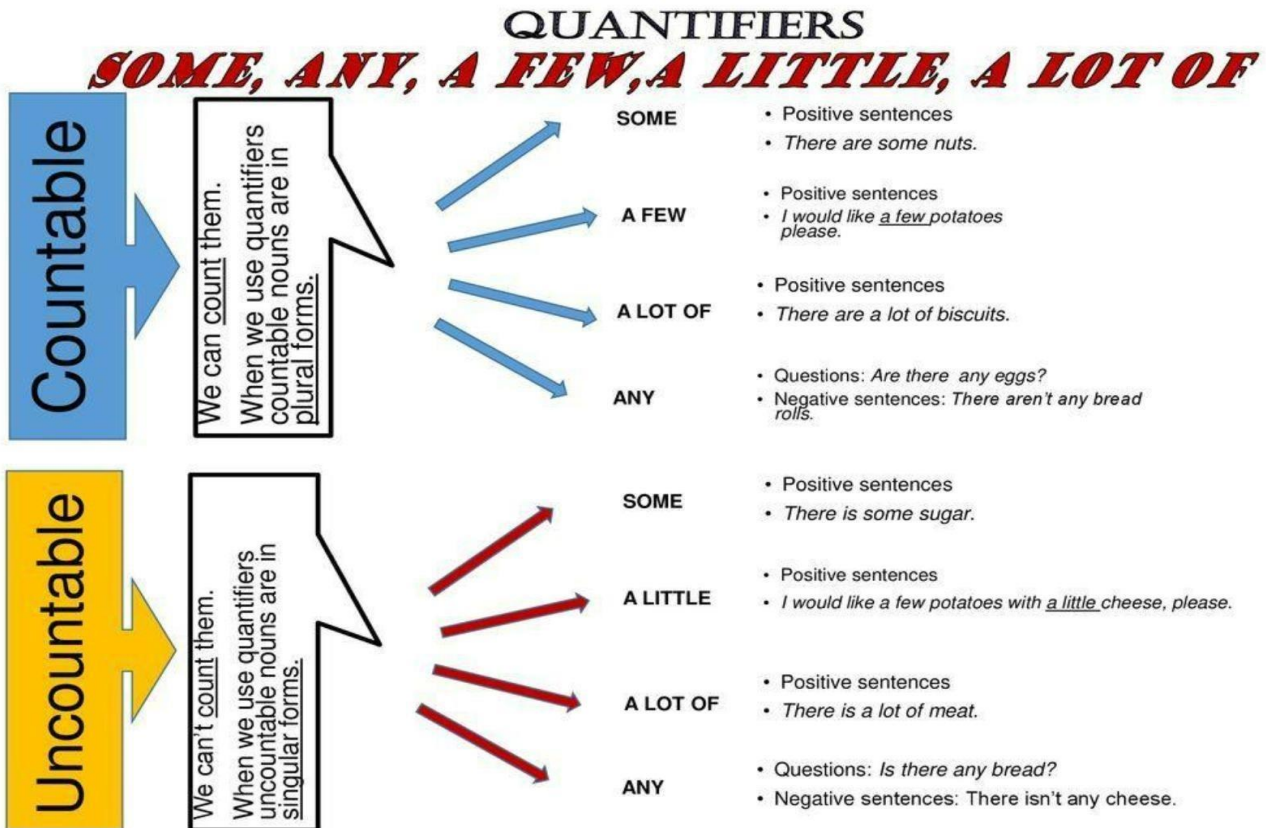 QUANTIFIERS
SOME, ANY, A FEW,A LITTLE, A LOT OF
Countable
We can count them.
When we use quantifiers
countable nouns are in
plural forms.
SOME
• Positive sentences
• There are some nuts.
A FEW
• Positive sentences
• I would like a few potatoes
please.
A LOT OF
• Positive sentences
• There are a lot of biscuits.
ANY
• Questions: Are there any eggs?
• Negative sentences: There aren't any bread
rolls.
Uncountable
We can't count them.
When we use quantifiers
uncountable nouns are in
singular forms.
SOME
• Positive sentences
• There is some sugar.
A LITTLE
• Positive sentences
• I would like a few potatoes with a little cheese, please.
A LOT OF
• Positive sentences
• There is a lot of meat.
ANY
• Questions: Is there any bread?
• Negative sentences: There isn't any cheese.